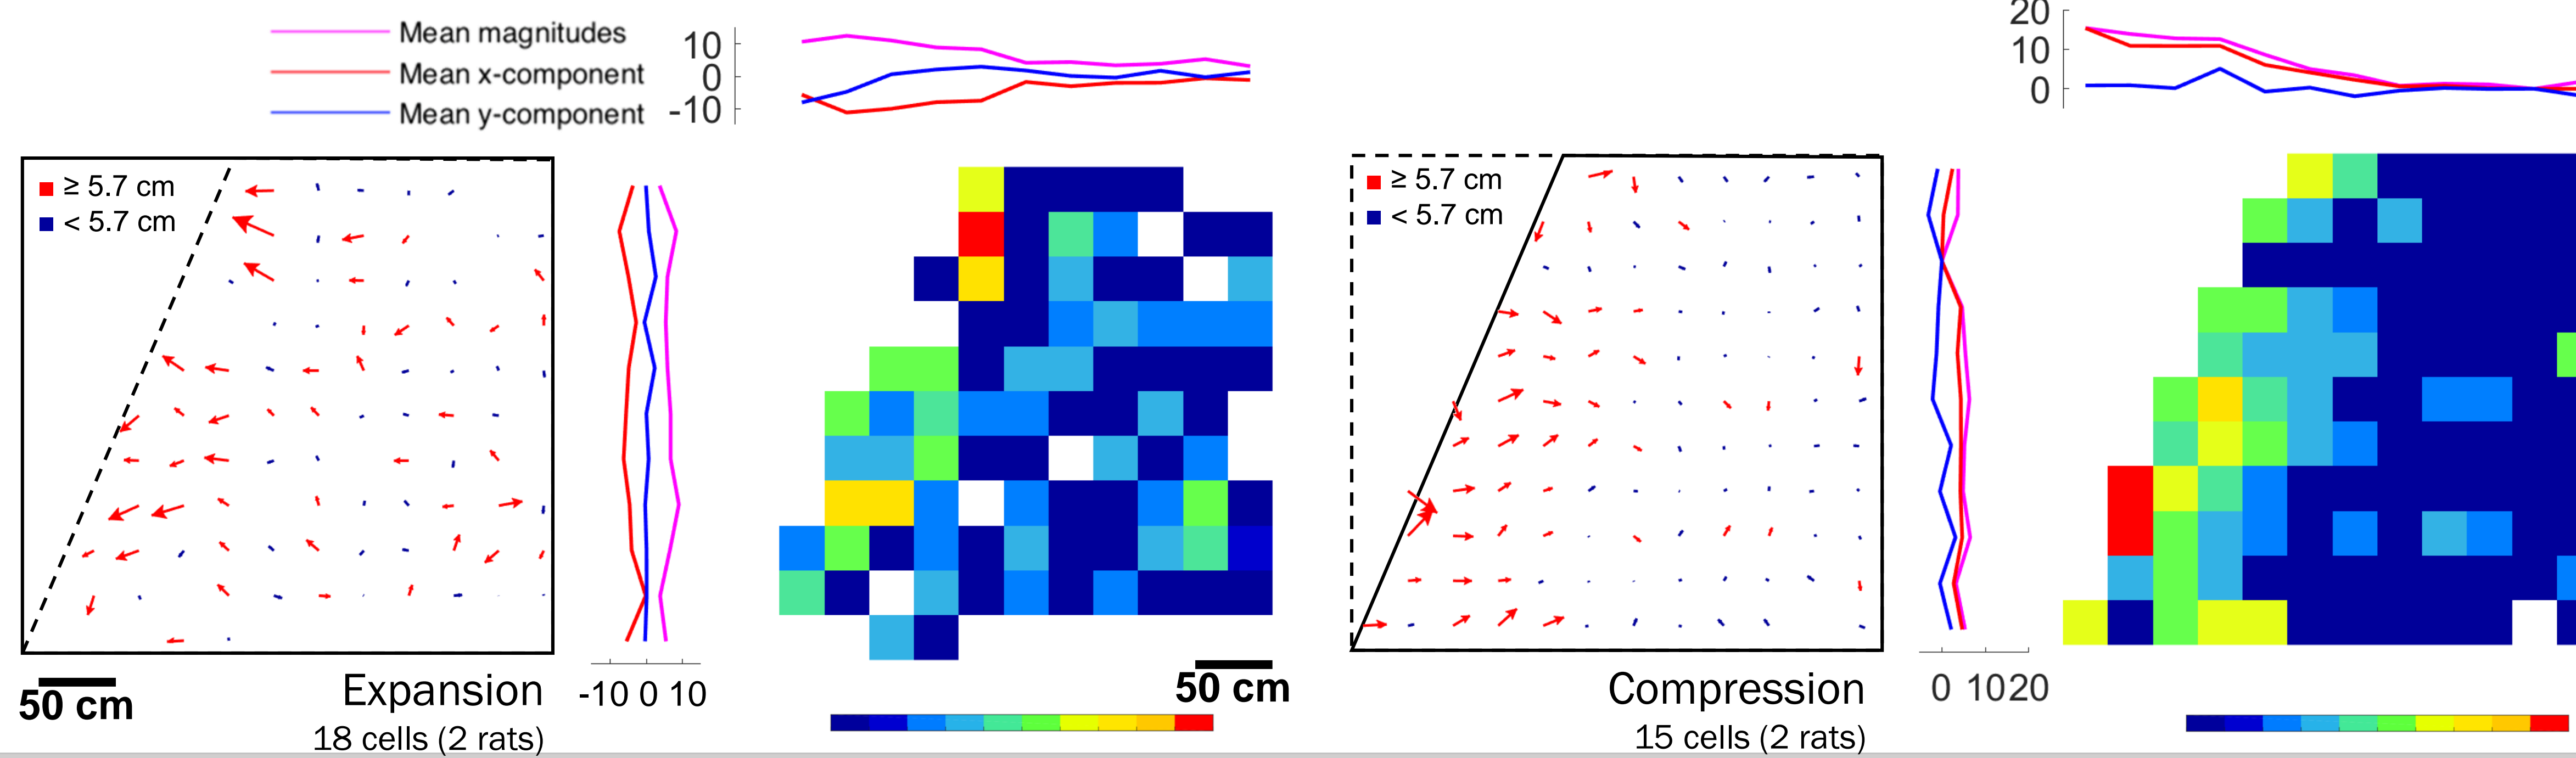 Mean magnitudes
Mean x-component
Mean y-component
10
0
-10
20
10
0
≥ 5.7 cm
< 5.7 cm
≥ 5.7 cm
< 5.7 cm
50 cm
Expansion
18 cells (2 rats)
-10 0 10
50 cm
Compression
15 cells (2 rats)
0 10 20